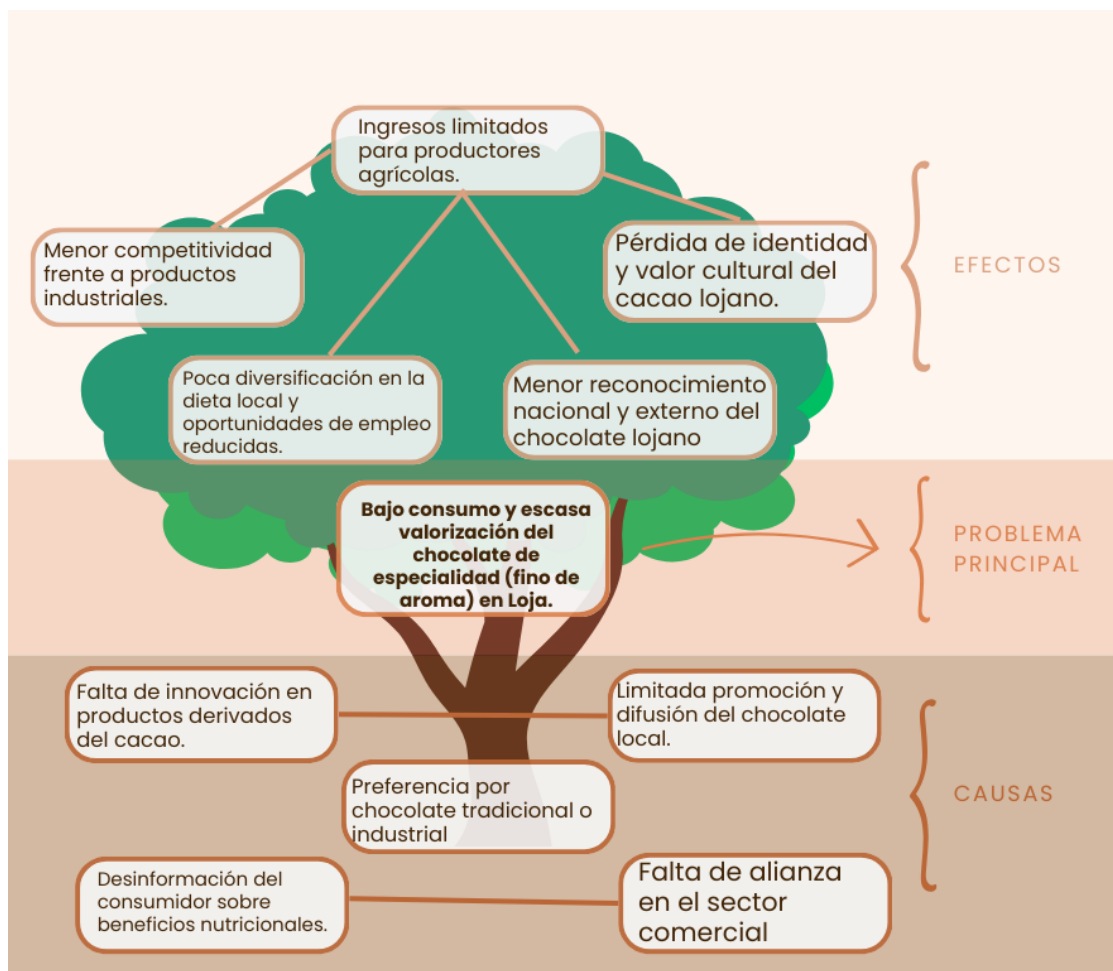 Ingresos limitados
para productores
agrícolas.
Menor competitividad
frente a productos
industriales.
Pérdida de identidad
y valor cultural del
cacao lojano.
EFECTOS
Poca diversificación en la
dieta local y
oportunidades de empleo
reducidas.
Menor reconocimiento
nacional y externo del
chocolate lojano
Bajo consumo y escasa
valorización del
chocolate de
especialidad (fino de
aroma) en Loja.
PROBLEMA
PRINCIPAL
Falta de innovación en
productos derivados
del cacao.
Limitada promoción y
difusión del chocolate
local.
Preferencia por
chocolate tradicional o
industrial
CAUSAS
Desinformación del
consumidor sobre
beneficios nutricionales.
Falta de alianza
en el sector
comercial